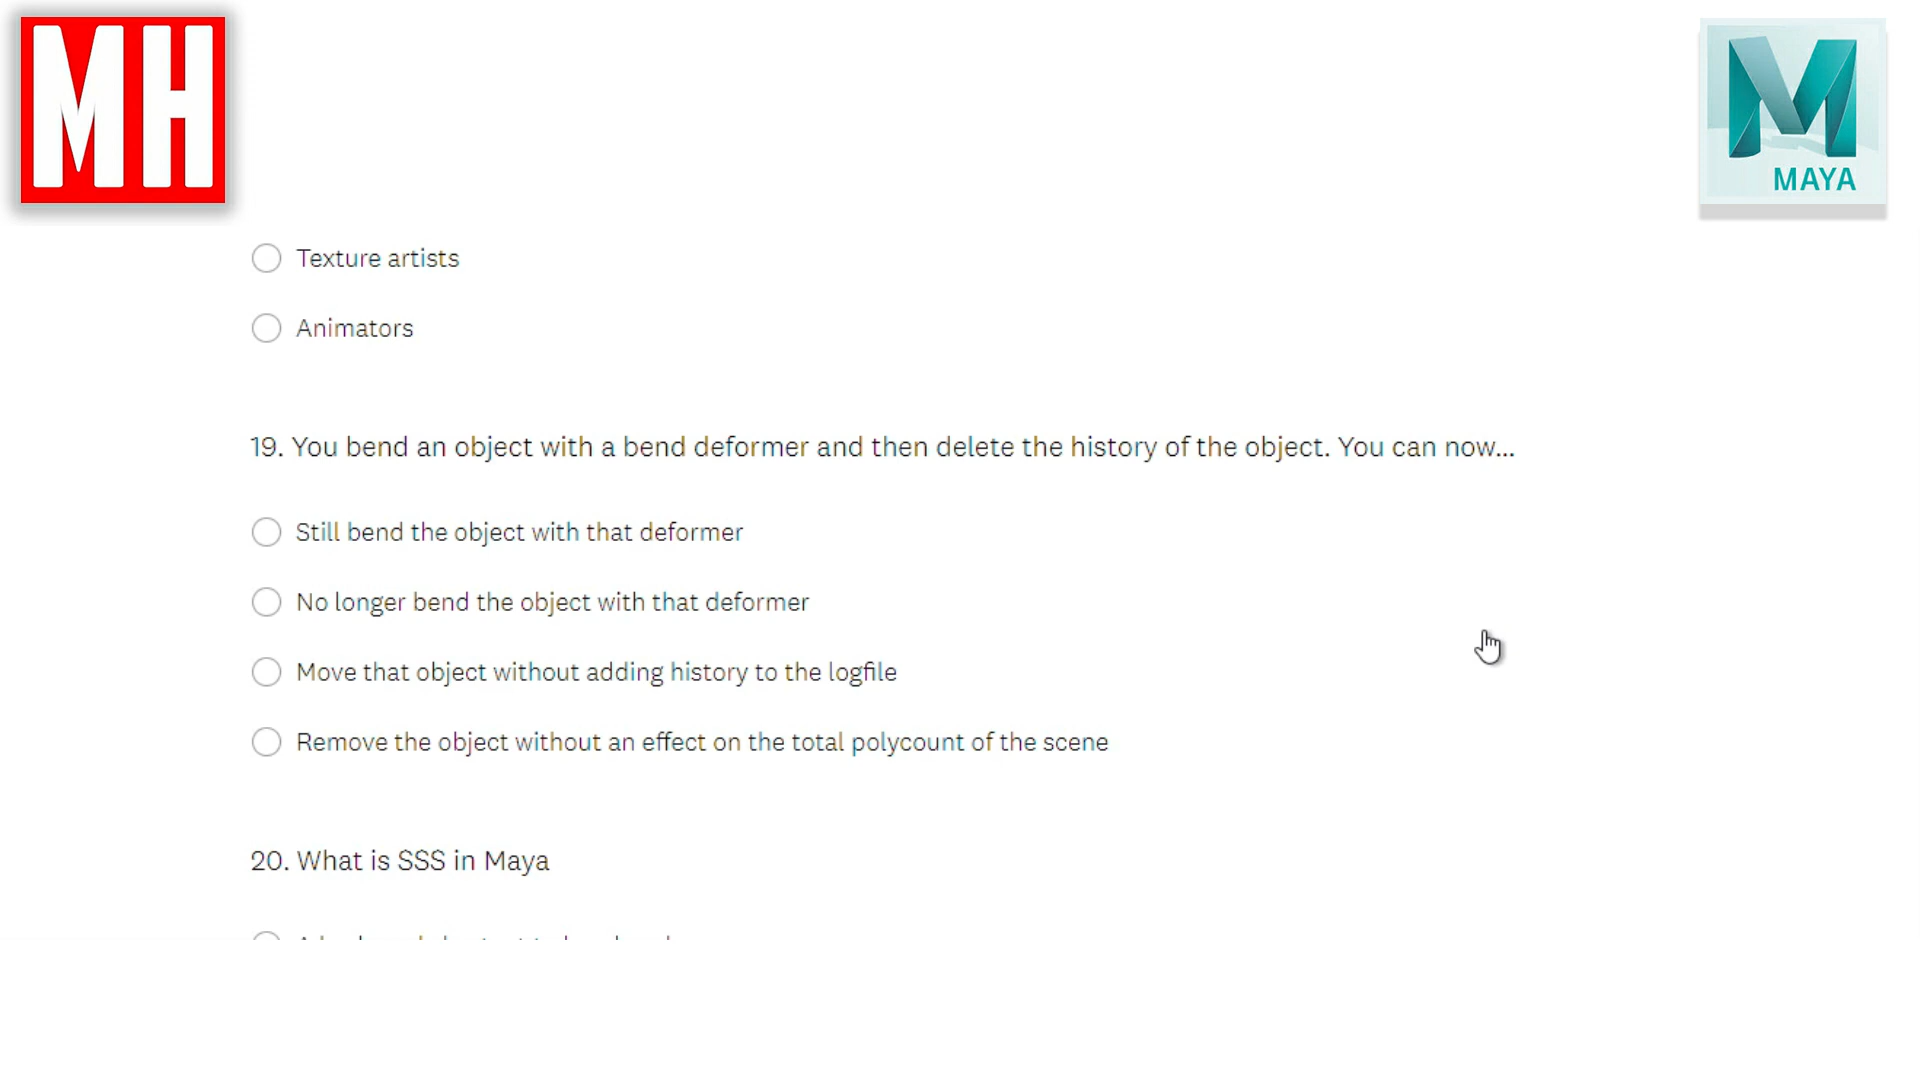 MH
MAYA
Texture artists
Animators
19. You bend an object with a bend deformer and then delete the history of the object. You can now...
Still bend the object with that deformer
No longer bend the object with that deformer
Move that object without adding history to the logfile
Remove the object without an effect on the total polycount of the scene
20. What is SSS in Maya